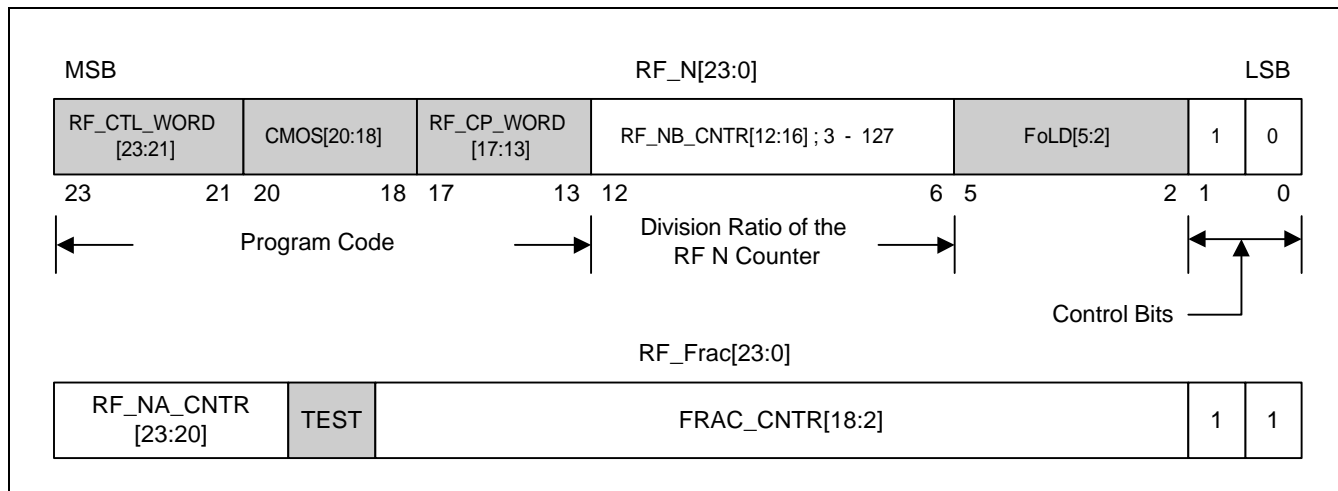 MSB RF_N[23:0] LSB
RF_CTL_WORD [23:21] CMOS[20:18] RF_CP_WORD [17:13] RF_NB_CNTR[12:16] ; 3 - 127 FoLD[5:2] 1 0
23 21 20 18 17 13 12 6 5 2 1 0
Program Code
Division Ratio of the
RF N Counter
Control Bits
RF_Frac[23:0]
RF_NA_CNTR [23:20] TEST FRAC_CNTR[18:2] 1 1